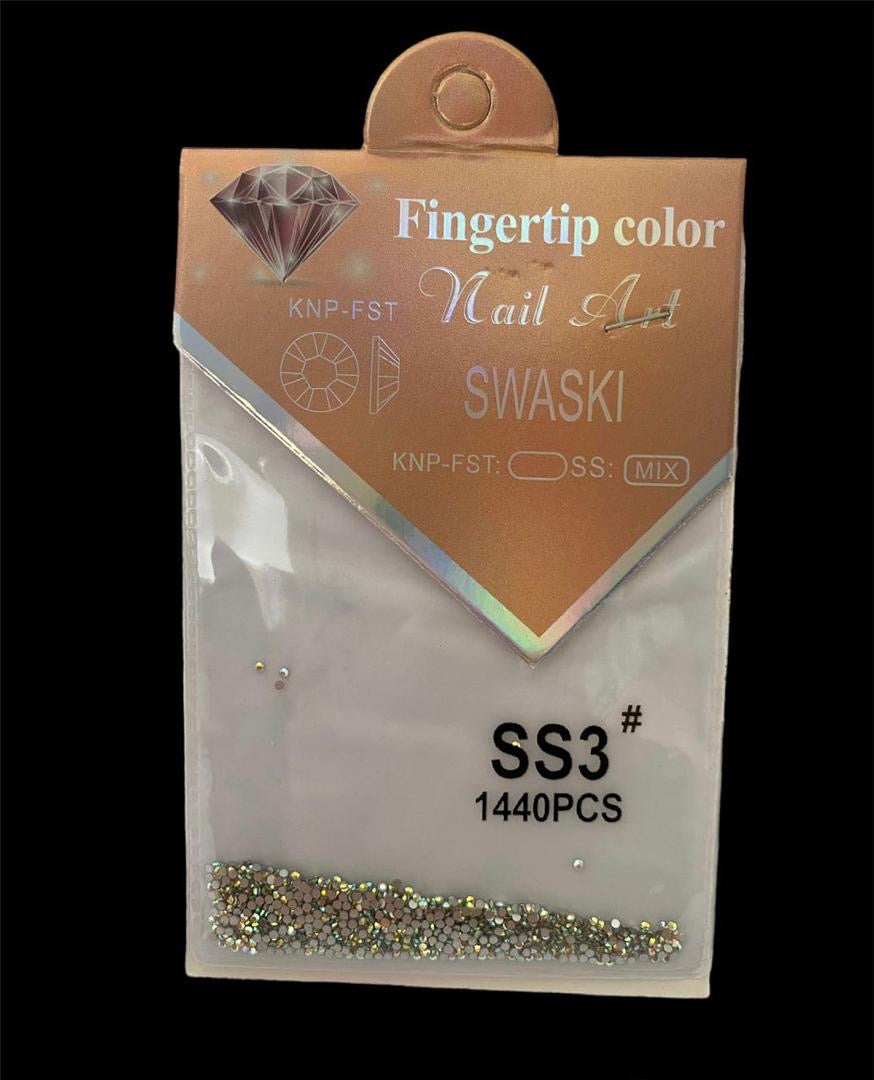 Fingertip color
Nail Art
KNP-FST
SWASKI
KNP-FST: SS: MIX
SS3#
1440PCS